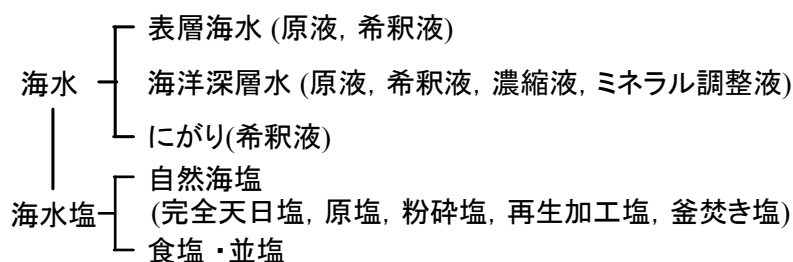 表層海水 (原液, 希釈液)
海水
海洋深層水 (原液, 希釈液, 濃縮液, ミネラル調整液)
にがり(希釈液)
海水塩
自然海塩
(完全天日塩, 原塩, 粉砕塩, 再生加工塩, 釜焚き塩)
食塩・並塩